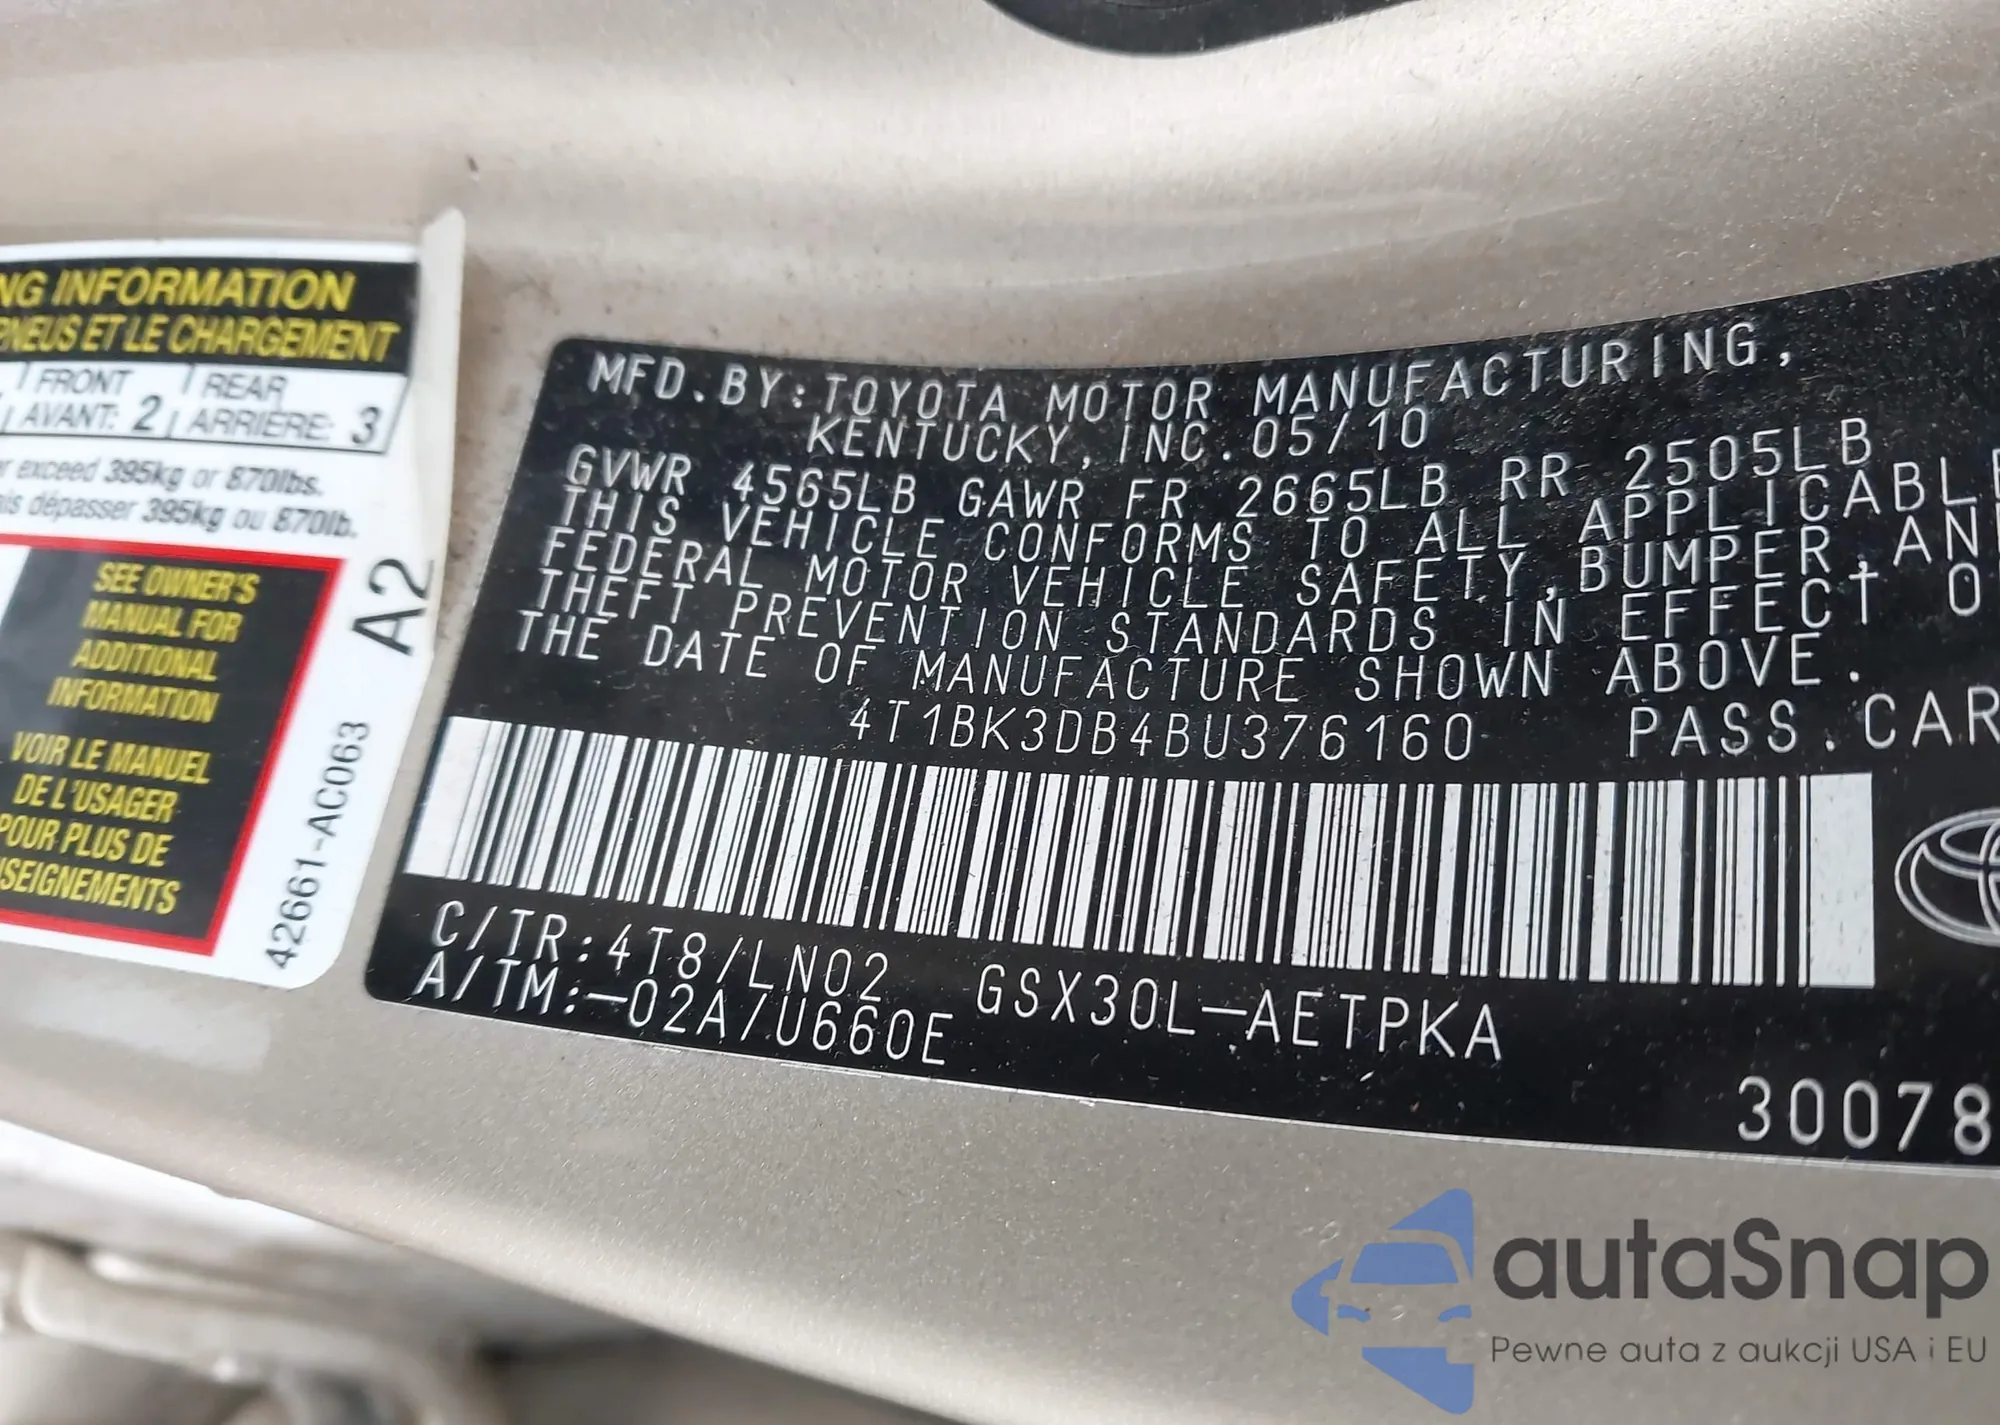 NG INFORMATION
PNEUS ET LE CHARGEMENT
FRONT
AVANT: 2
REAR
ARRIÈRE: 3
exceed 395kg or 870lbs.
dépasser 395kg ou 870lb.
SEE OWNER'S
MANUAL FOR
ADDITIONAL
INFORMATION
VOIR LE MANUEL
DE L'USAGER
POUR PLUS DE
SEIGNEMENTS
42661-AC063
A2
MFD.BY:TOYOTA MOTOR MANUFACTURING,
KENTUCKY, INC. 05/10
GVWR 4565LB GAWR FR 2665LB RR 2505LB
THIS VEHICLE CONFORMS TO ALL APPLICABLE
FEDERAL MOTOR VEHICLE SAFETY,BUMPER,AN
THEFT PREVENTION STANDARDS IN EFFECT O
THE DATE OF MANUFACTURE SHOWN ABOVE.
4T1BK3DB4BU376160 PASS.CAR
C/TR:4T8/LN02 GSX30L-AETPKA
A/TM:-02A/U660E
30078
autaSnap
Pewne auta z aukcji USA i EU